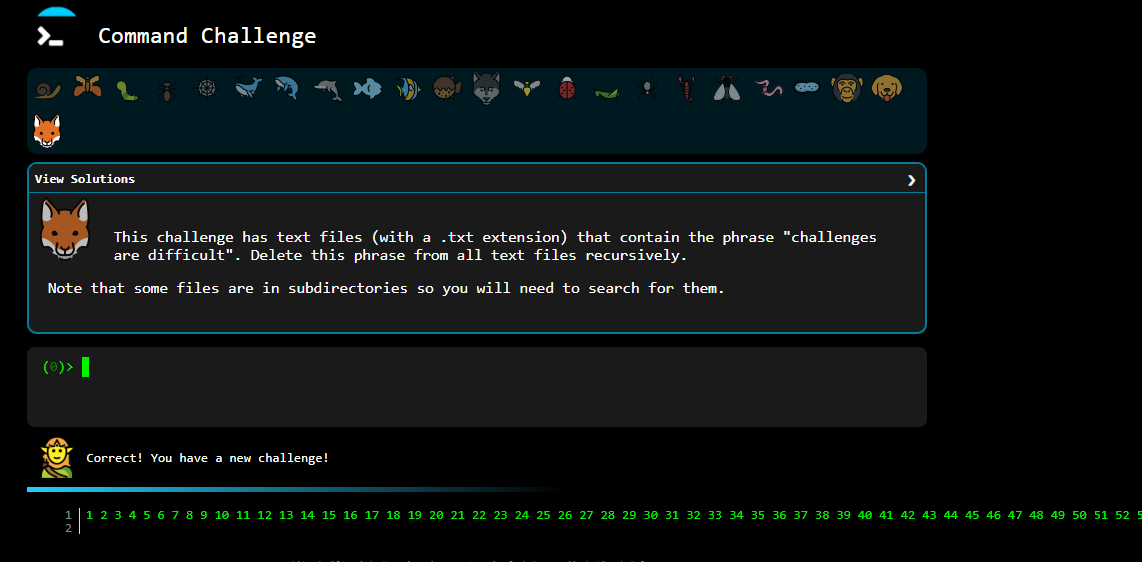 Command Challenge
View Solutions
This challenge has text files (with a .txt extension) that contain the phrase "challenges
are difficult". Delete this phrase from all text files recursively.
Note that some files are in subdirectories so you will need to search for them.
(0)>
Correct! You have a new challenge!
1 1 2 3 4 5 6 7 8 9 10 11 12 13 14 15 16 17 18 19 20 21 22 23 24 25 26 27 28 29 30 31 32 33 34 35 36 37 38 39 40 41 42 43 44 45 46 47 48 49 50 51 52
2